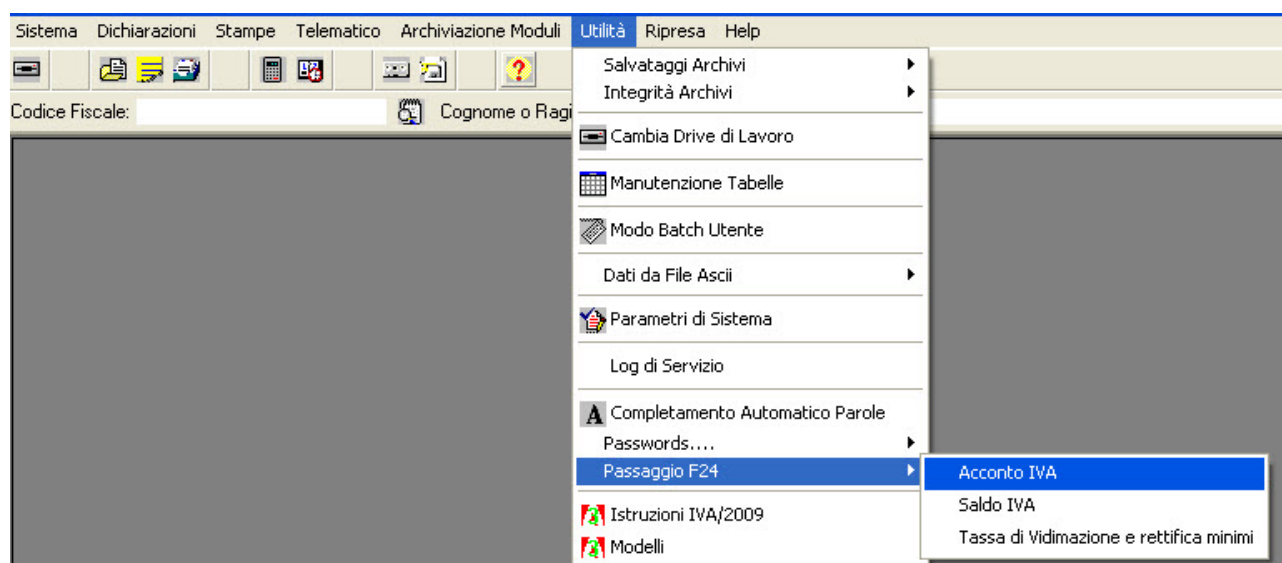 Sistema Dichiarazioni Stampe Telematico Archiviazione Moduli Utilità Ripresa Help
Codice Fiscale: Cognome o Ragi
Salvataggi Archivi
Integrità Archivi
Cambia Drive di Lavoro
Manutenzione Tabelle
Modo Batch Utente
Dati da File Ascii
Parametri di Sistema
Log di Servizio
A Completamento Automatico Parole
Passwords....
Passaggio F24
Istruzioni IVA/2009
Modelli
Acconto IVA
Saldo IVA
Tassa di Vidimazione e rettifica minimi